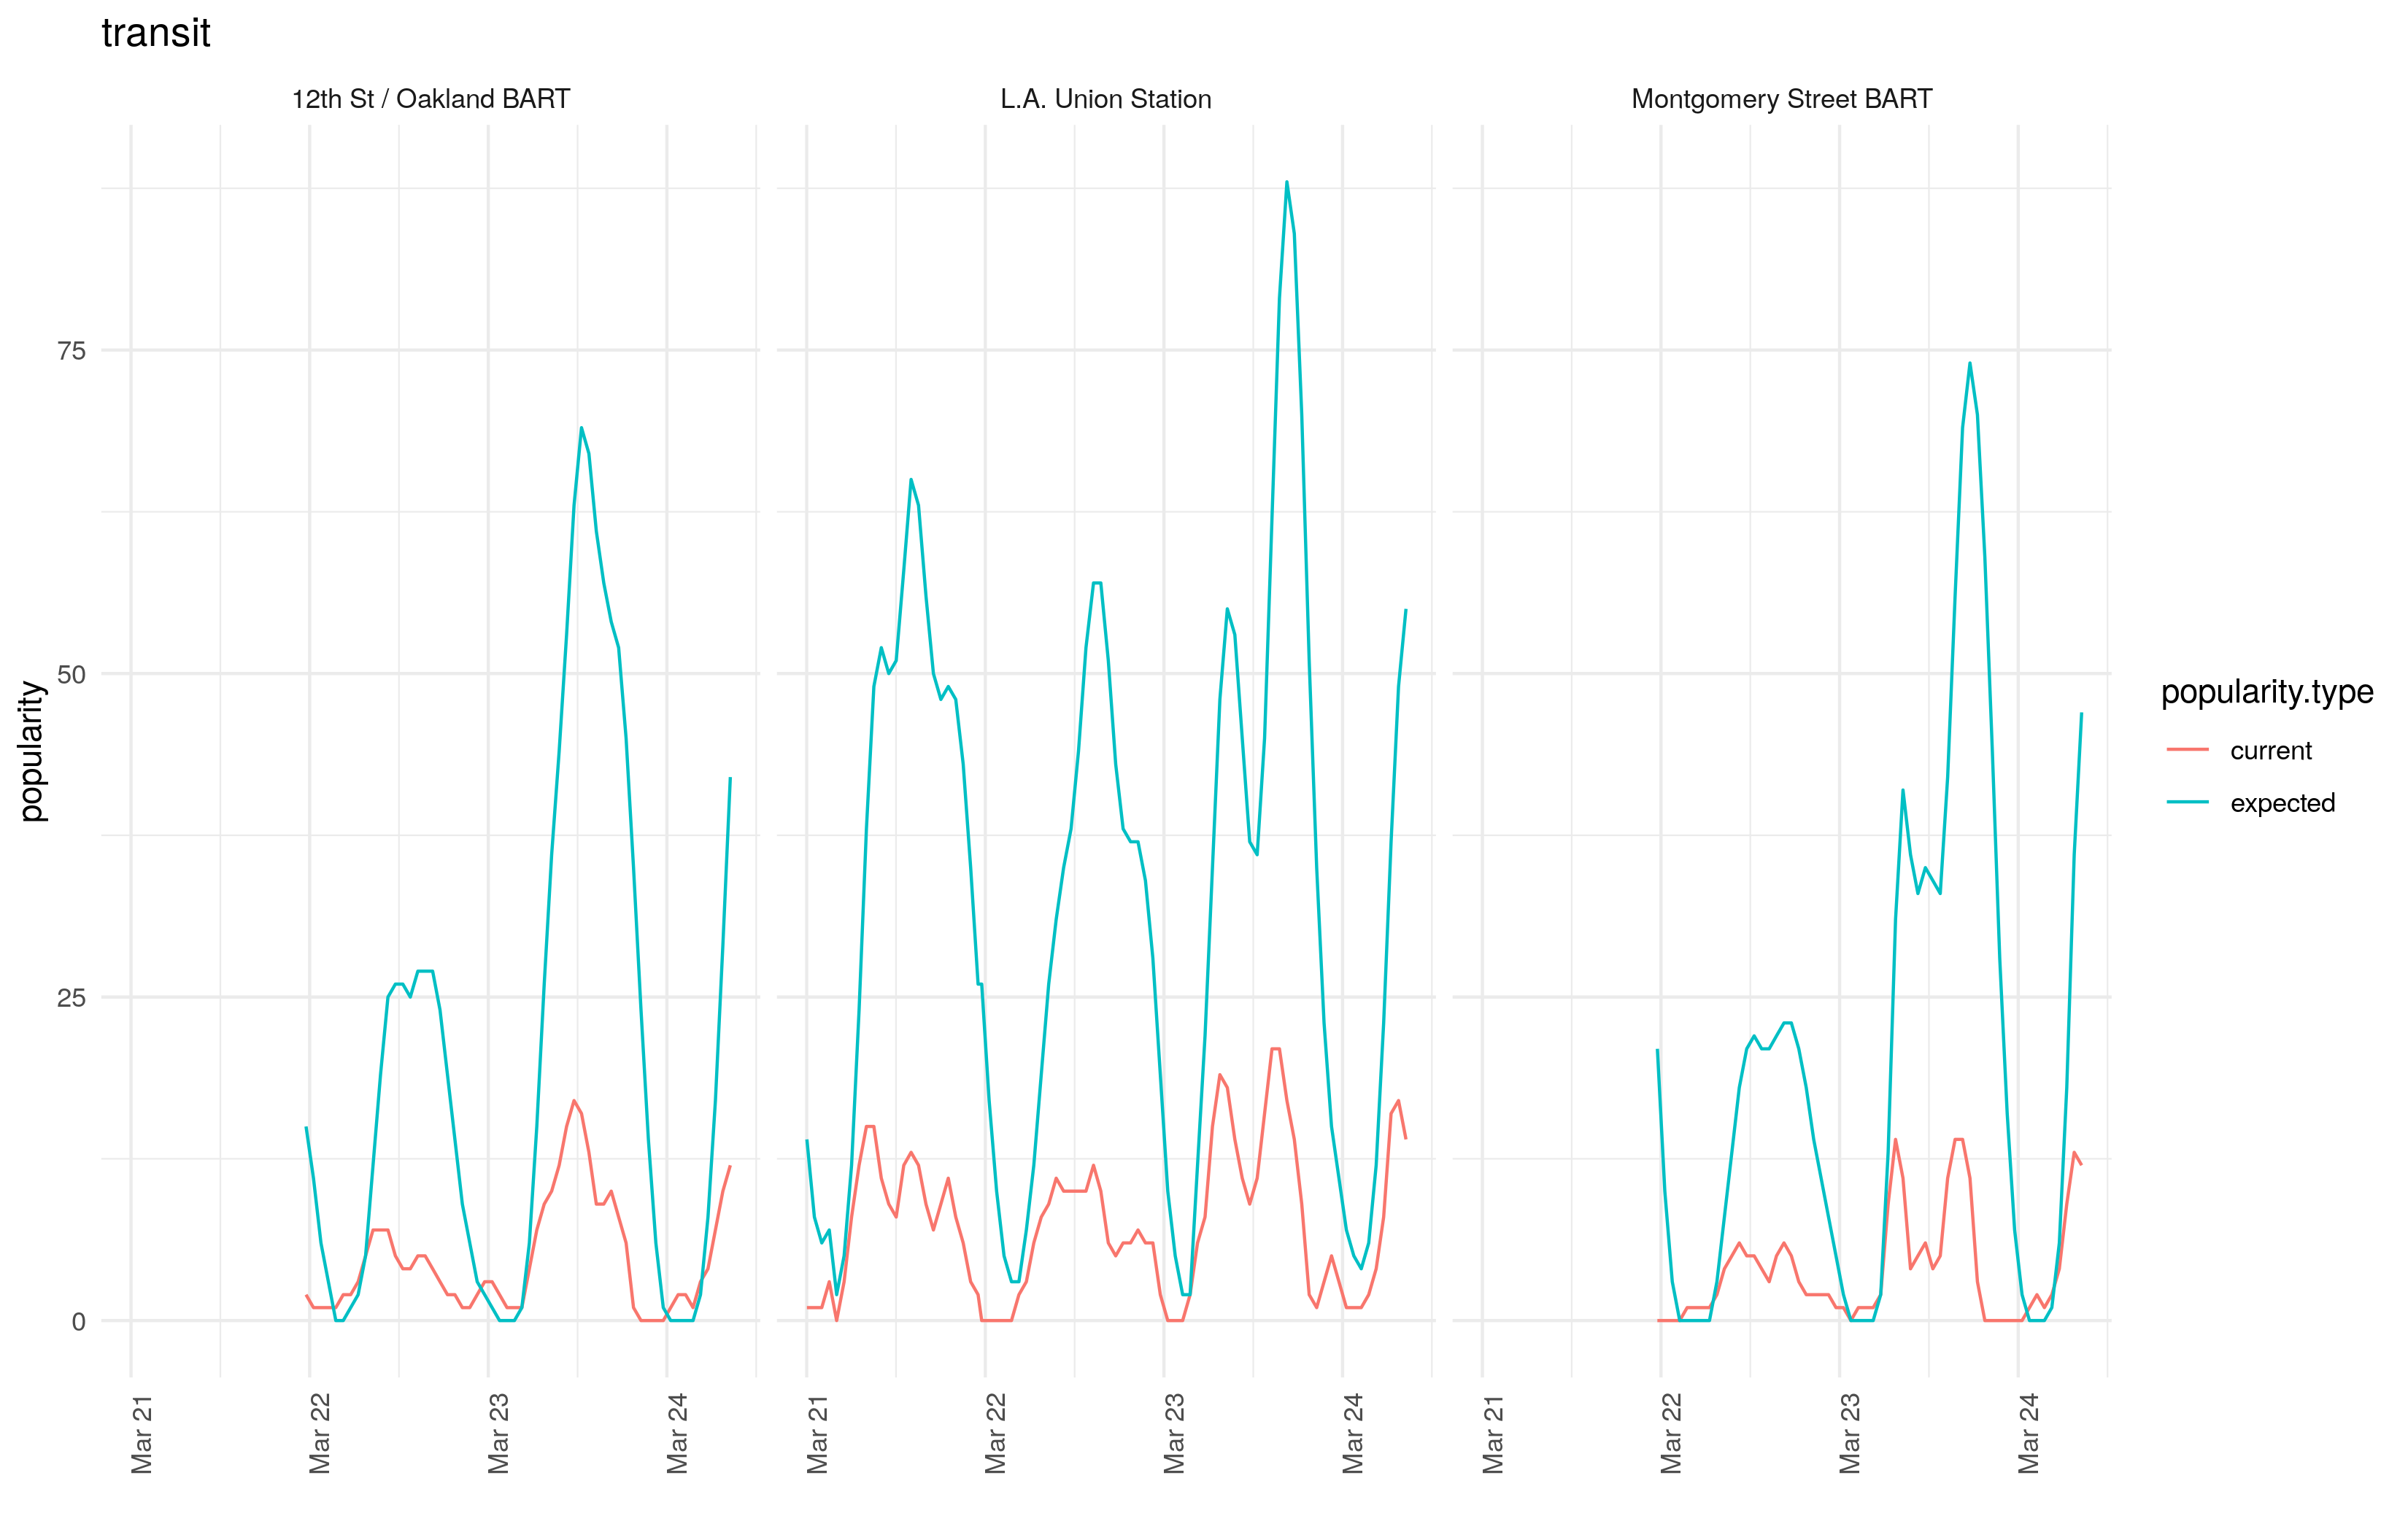 transit
12th St / Oakland BART
L.A. Union Station
Montgomery Street BART
popularity
75
50
25
0
Mar 21
Mar 22
Mar 23
Mar 24
Mar 21
Mar 22
Mar 23
Mar 24
Mar 21
Mar 22
Mar 23
Mar 24
popularity.type
current
expected